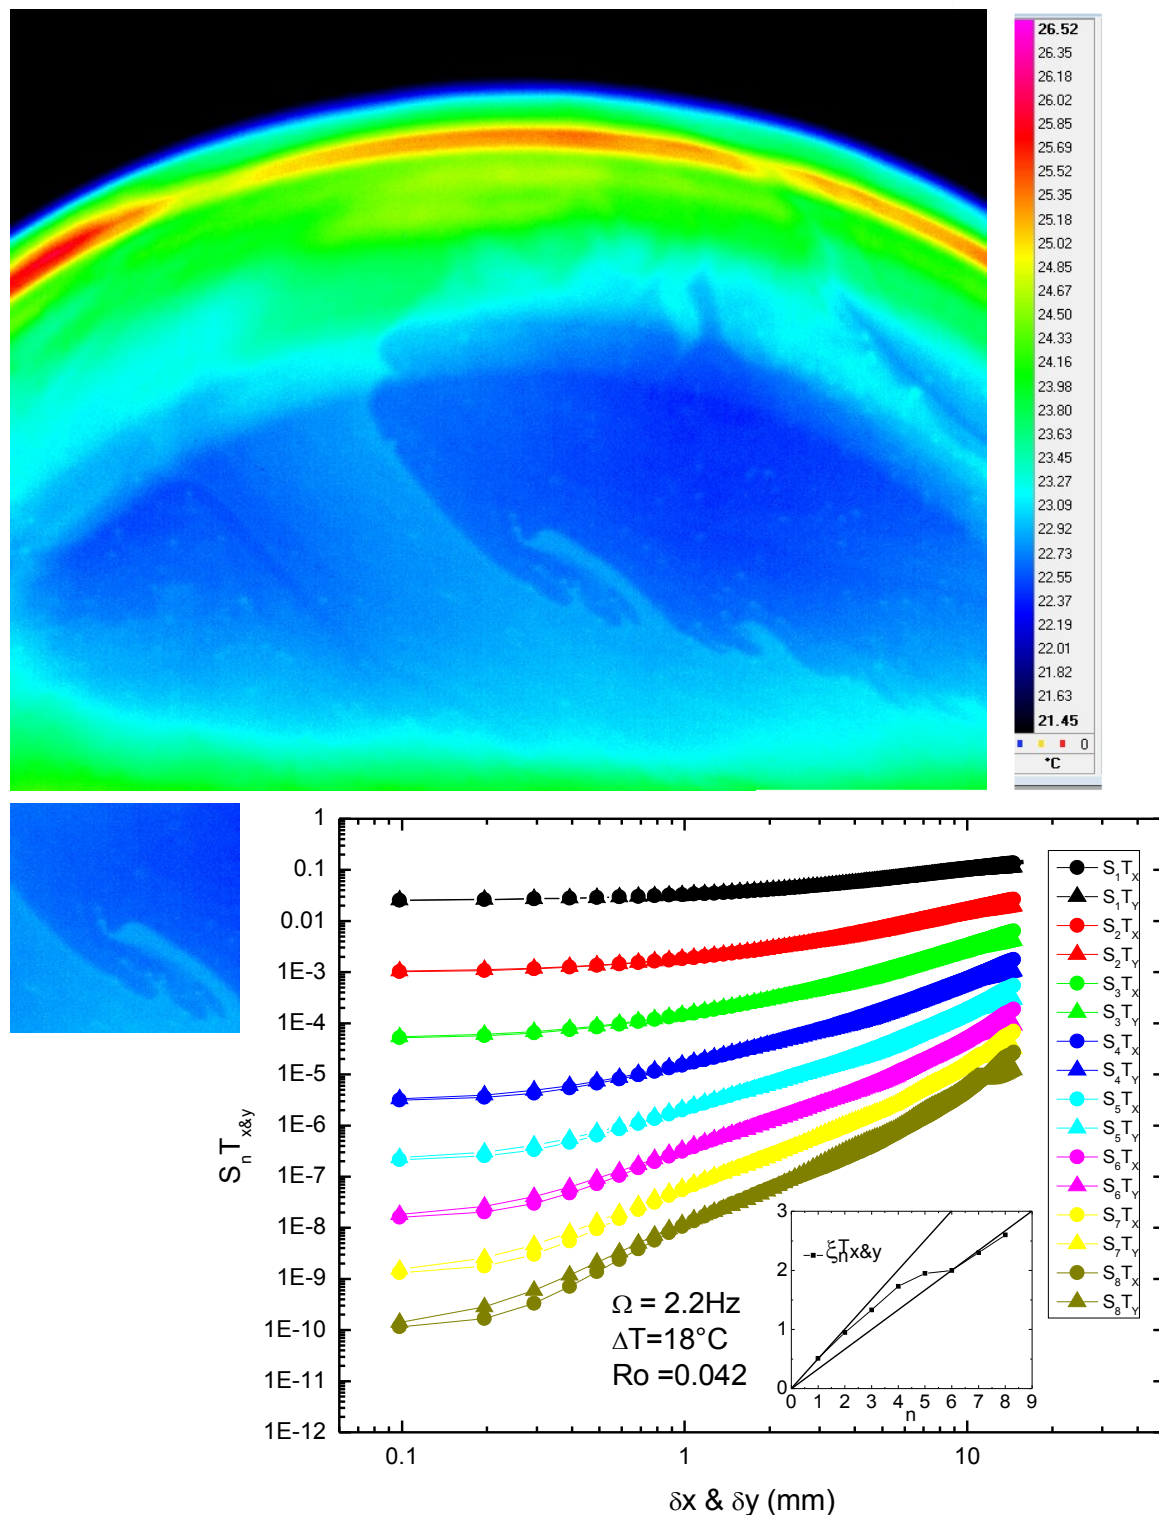 26.52
26.35
26.18
26.02
25.85
25.69
25.52
25.35
25.18
25.02
24.85
24.67
24.50
24.33
24.16
23.98
23.80
23.63
23.45
23.27
23.09
22.92
22.73
22.55
22.37
22.19
22.01
21.82
21.63
21.45
0
°C
1
0.1
0.01
1E-3
1E-4
1E-5
1E-6
1E-7
1E-8
1E-9
1E-10
1E-11
1E-12
SnTx&y
0.1 1 10
δx & δy (mm)
S1TX
S1TY
S2TX
S2TY
S3TX
S3TY
S4TX
S4TY
S5TX
S5TY
S6TX
S6TY
S7TX
S7TY
S8TX
S8TY
Ω = 2.2Hz
ΔT=18°C
Ro =0.042
3
2
1
0
ξnTx&y
0 1 2 3 4 5 6 7 8 9
n